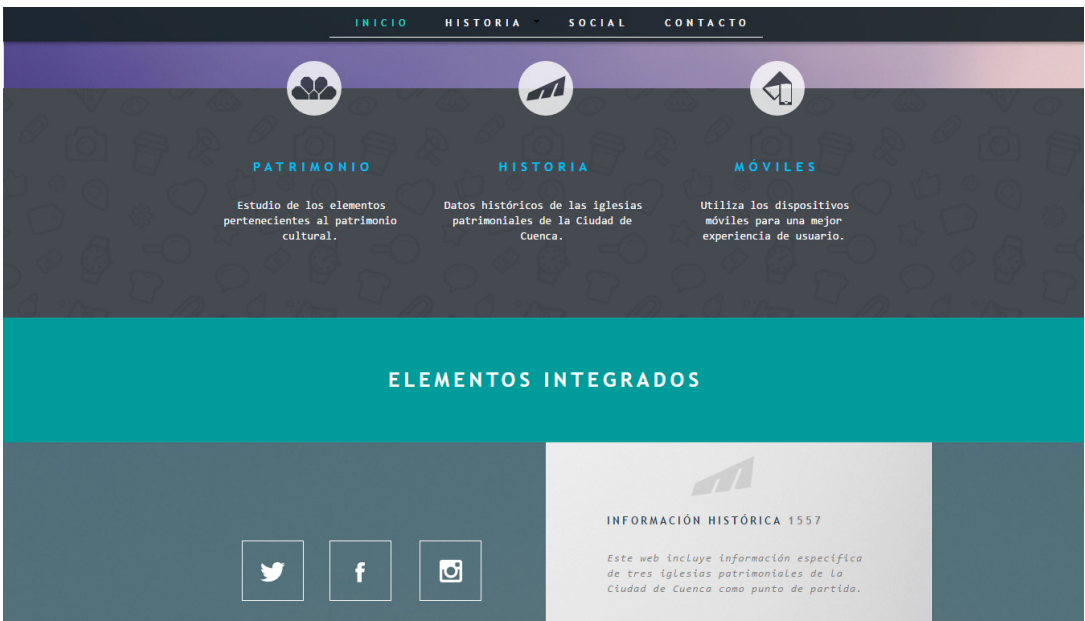 INICIO HISTORIA SOCIAL CONTACTO
PATRIMONIO
Estudio de los elementos
pertenecientes al patrimonio
cultural.
HISTORIA
Datos históricos de las iglesias
patrimoniales de la Ciudad de
Cuenca.
MÓVILES
Utiliza los dispositivos
móviles para una mejor
experiencia de usuario.
ELEMENTOS INTEGRADOS
INFORMACIÓN HISTÓRICA 1557
Este web incluye información específica
de tres iglesias patrimoniales de la
Ciudad de Cuenca como punto de partida.